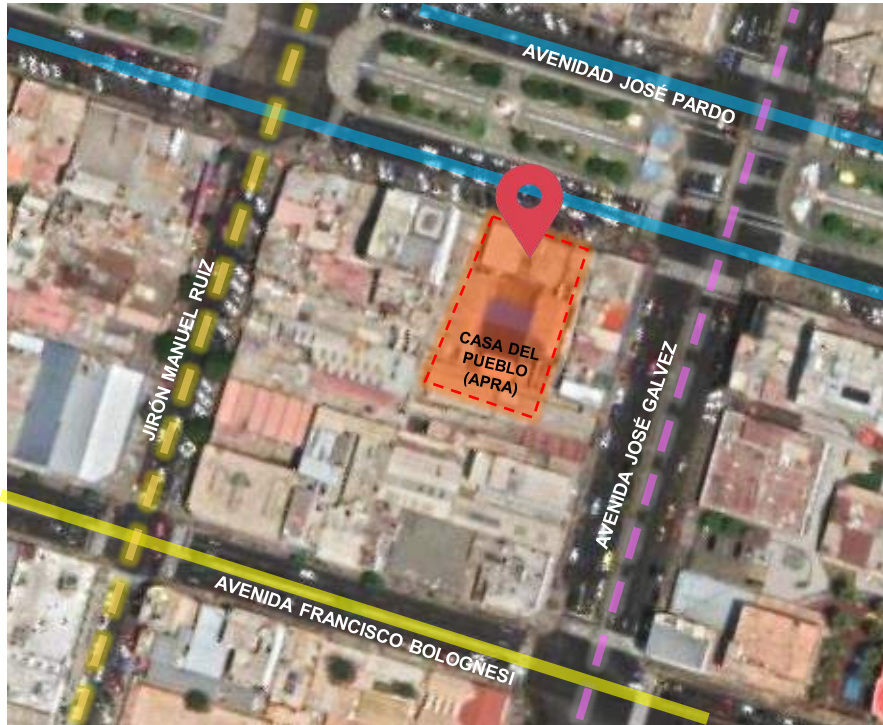 AVENIDAD JOSÉ PARDO
JIRÓN MANUEL RUIZ
CASA DEL
PUEBLO
(APRA)
AVENIDA JOSÉ GALVEZ
AVENIDA FRANCISCO BOLOGNESI